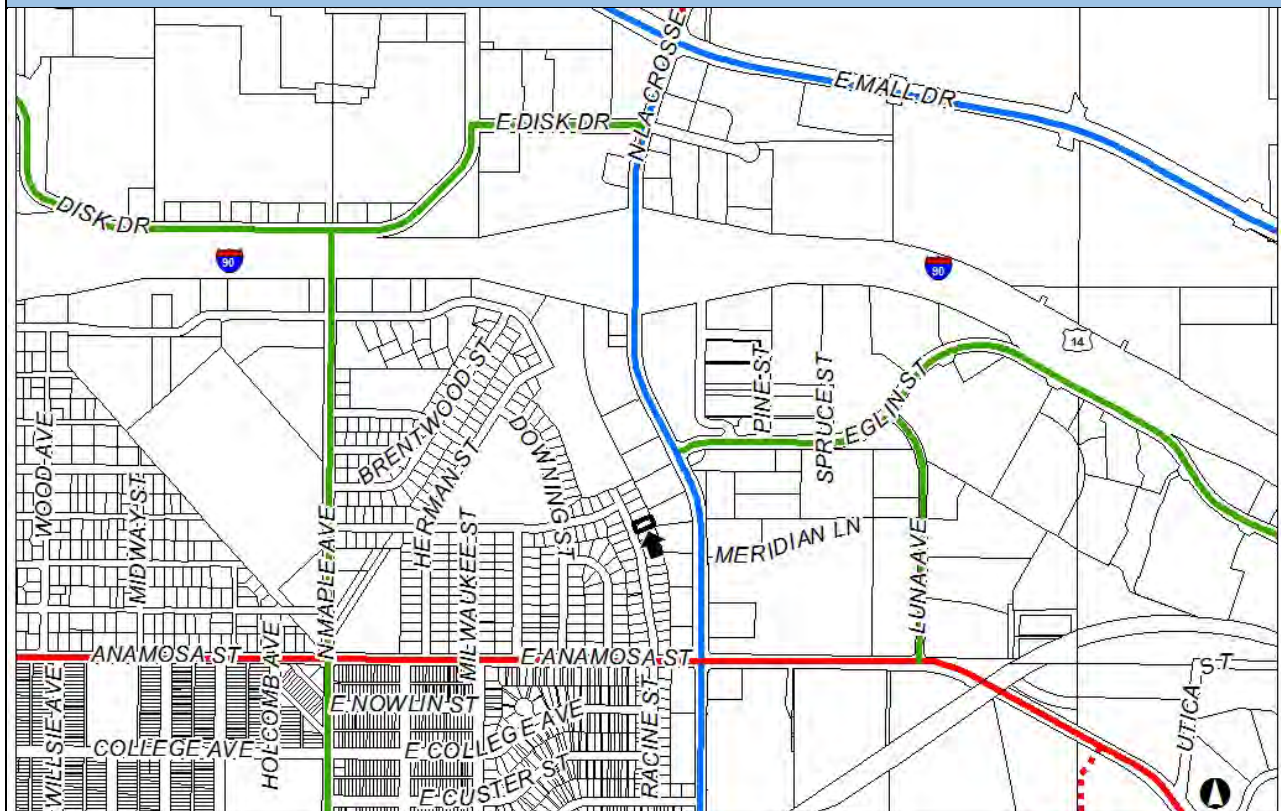 N LA CROSSE
E MALL DR
E DISK DR
DISK DR
90
90
14
PINE ST
SPRUCE ST
EGLIN ST
BRENTWOOD ST
DOWNING ST
HERMAN ST
WOOD AVE
MIDWAY ST
N MAPLE AVE
MILWAUKEE ST
MERIDIAN LN
LUNA AVE
HOLCOMB AVE
ANAMOSA ST
E ANAMOSA ST
UTICA ST
WILLSIE AVE
E NOWLIN ST
COLLEGE AVE
E COLLEGE AVE
RACINE ST
E CUSTER ST